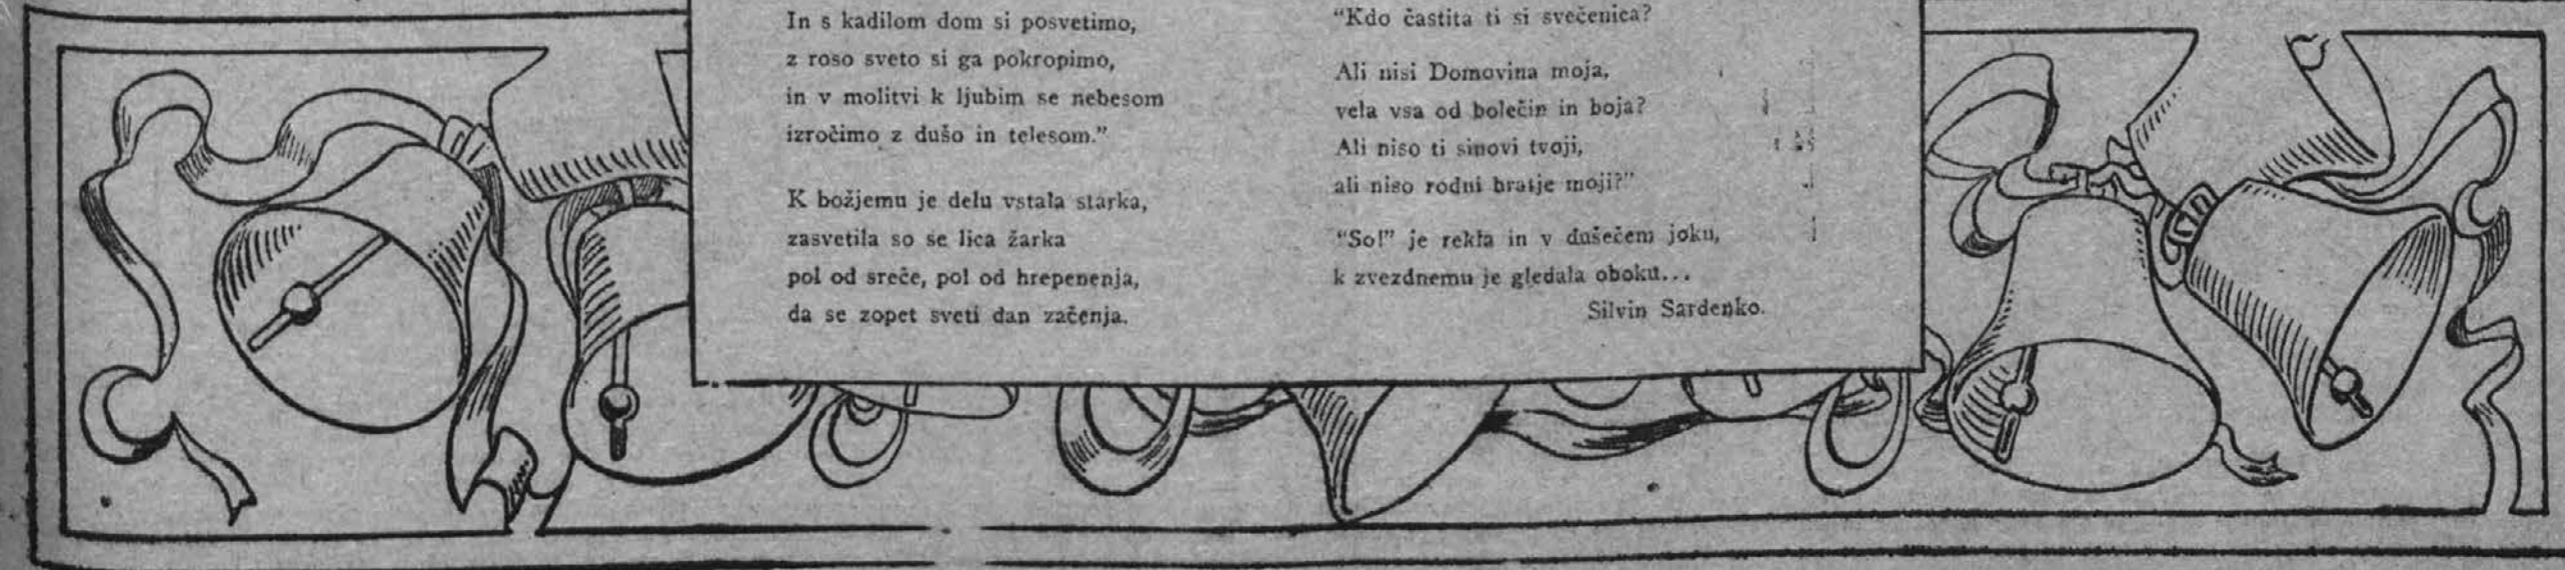 In s kadilom dom si posvetimo,
z roso sveto si ga pokropimo,
in v molitvi k ljubim se nebesom
izročimo z dušo in telesom.”
K božjemu je delu vstala starka,
zasvetila so se lica žarka
pol od sreče, pol od hrepenenja,
da se zopet sveti dan začenja.
“Kdo častita ti si svečenica?
Ali nisi Domovina moja,
vela vsa od bolečin in boja?
Ali niso ti sinovi tvoji,
ali niso rodni bratje moji?”
“So!” je rekla in v dušečem joku,
k zvezdnemu je gledala oboku...
Silvin Sardenko.